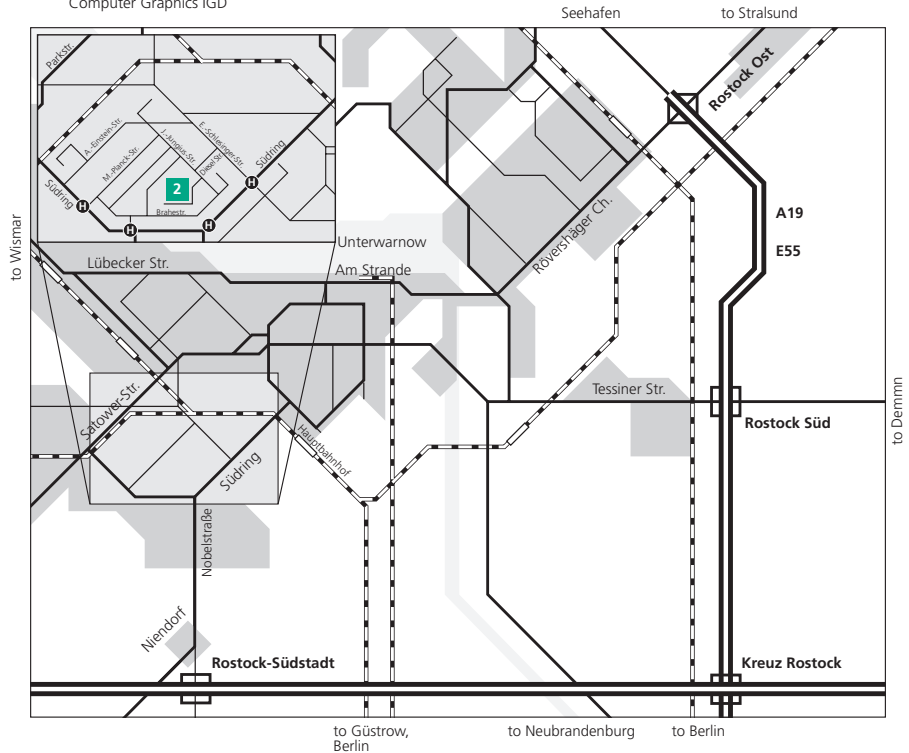 Computer Graphics IGD
Seehafen
to Stralsund
Parkstr.
Rostock Ost
A.-Einstein-Str.
J.-Jungius-Str.
E.-Schlesinger-Str.
M.-Planck-Str.
Diesel Str.
Südring
Südring
2
Brahestr.
H
H
H
H
A19
E55
to Wismar
Rövershäger Ch.
Unterwarnow
Lübecker Str.
Am Strande
Tessiner Str.
Rostock Süd
to Demmn
Satower-Str.
Hauptbahnhof
Südring
Nobelstraße
Niendorf
Rostock-Südstadt
Kreuz Rostock
to Güstrow,
Berlin
to Neubrandenburg
to Berlin